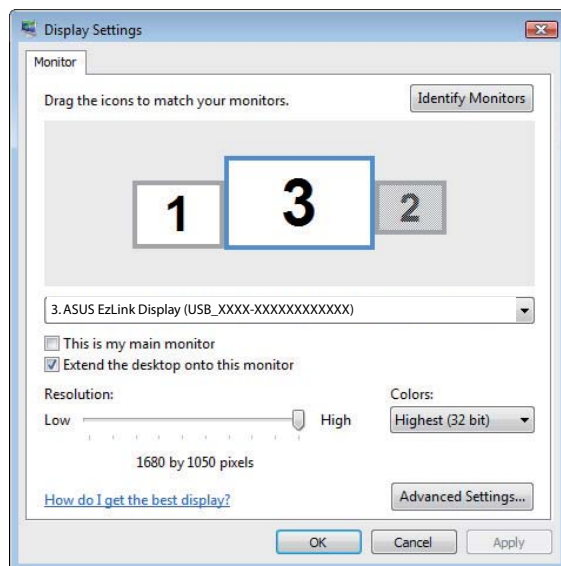 Display Settings
Monitor
Drag the icons to match your monitors.
Identify Monitors
1
3
2
3. ASUS EzLink Display (USB_XXXX-XXXXXXXXXXXX)
This is my main monitor
Extend the desktop onto this monitor
Resolution:
Colors:
Low
High
Highest (32 bit)
1680 by 1050 pixels
How do I get the best display?
Advanced Settings...
OK
Cancel
Apply